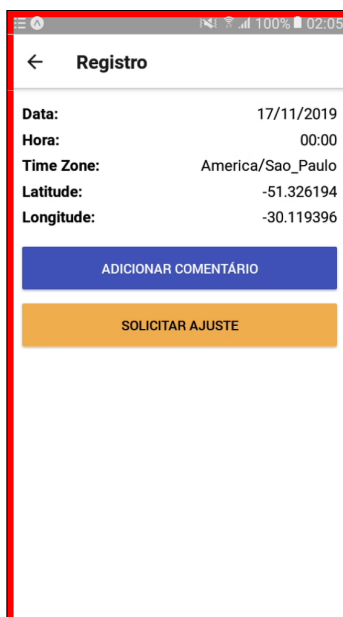 100% 02:05
Registro
Data: 17/11/2019
Hora: 00:00
Time Zone: America/Sao_Paulo
Latitude: -51.326194
Longitude: -30.119396
ADICIONAR COMENTÁRIO
SOLICITAR AJUSTE